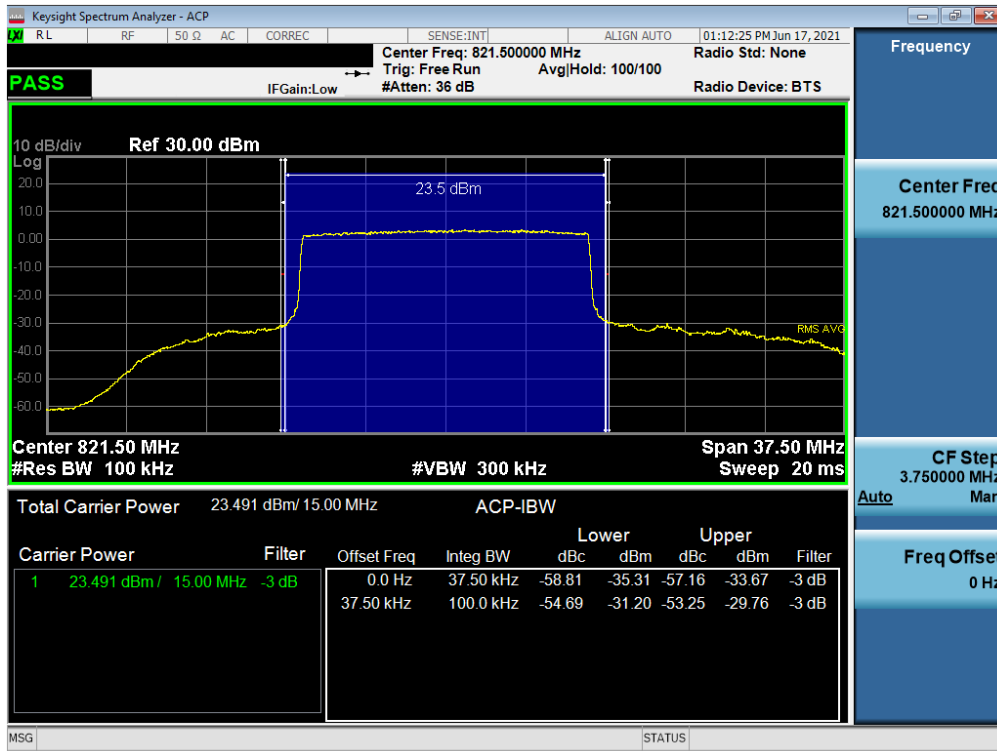 Keysight Spectrum Analyzer - ACP
LXI RL RF 50 Ω AC CORREC SENSE:INT ALIGN AUTO 01:12:25 PM Jun 17, 2021
Center Freq: 821.500000 MHz Radio Std: None
Trig: Free Run Avg|Hold: 100/100
PASS IFGain:Low #Atten: 36 dB Radio Device: BTS
Frequency
10 dB/div Ref 30.00 dBm
Log
20.0
10.0
0.00
-10.0
-20.0
-30.0
-40.0
-50.0
-60.0
23.5 dBm
RMS AVG
Center 821.50 MHz Span 37.50 MHz
#Res BW 100 kHz #VBW 300 kHz Sweep 20 ms
Center Freq
821.500000 MHz
CF Step
3.750000 MHz
Auto Man
Freq Offset
0 Hz
Total Carrier Power 23.491 dBm/ 15.00 MHz ACP-IBW
Lower Upper
Carrier Power Filter Offset Freq Integ BW dBc dBm dBc dBm Filter
1 23.491 dBm / 15.00 MHz -3 dB 0.0 Hz 37.50 kHz -58.81 -35.31 -57.16 -33.67 -3 dB
37.50 kHz 100.0 kHz -54.69 -31.20 -53.25 -29.76 -3 dB
MSG STATUS